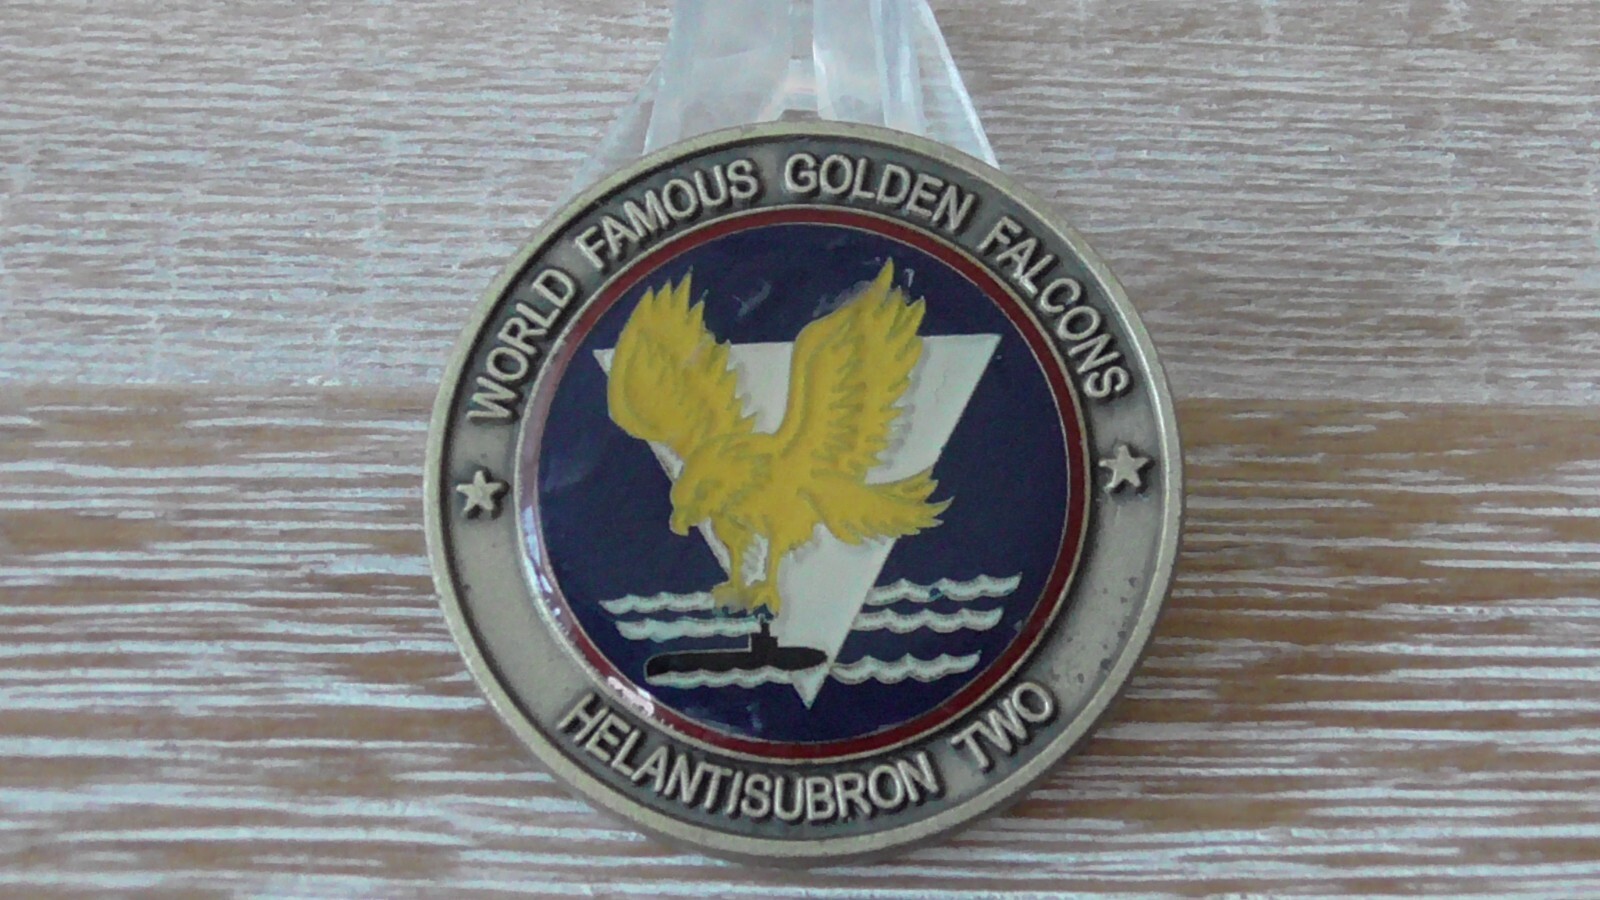 WORLD FAMOUS GOLDEN FALCONS
HELANTISUBRON TWO